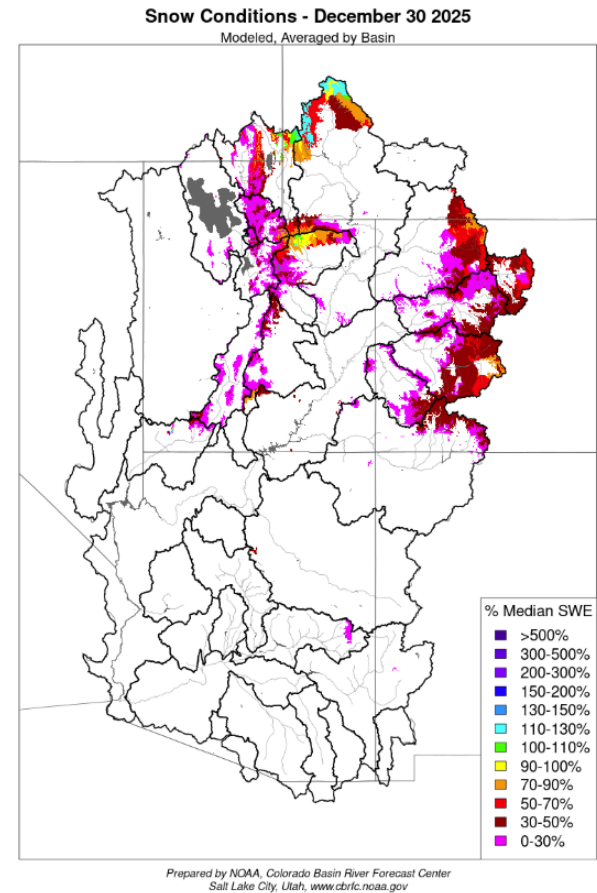 Snow Conditions - December 30 2025
Modeled, Averaged by Basin
% Median SWE
>500%
300-500%
200-300%
150-200%
130-150%
110-130%
100-110%
90-100%
70-90%
50-70%
30-50%
0-30%
Prepared by NOAA, Colorado Basin River Forecast Center
Salt Lake City, Utah, www.cbrfc.noaa.gov